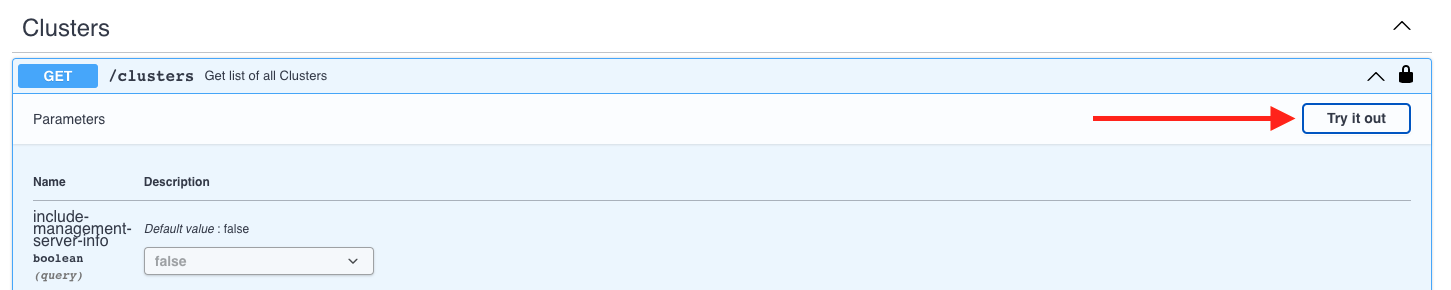 Clusters
GET /clusters Get list of all Clusters
Parameters Try it out
Name Description
include-
management-
server-info
Default value : false
boolean
false
(query)